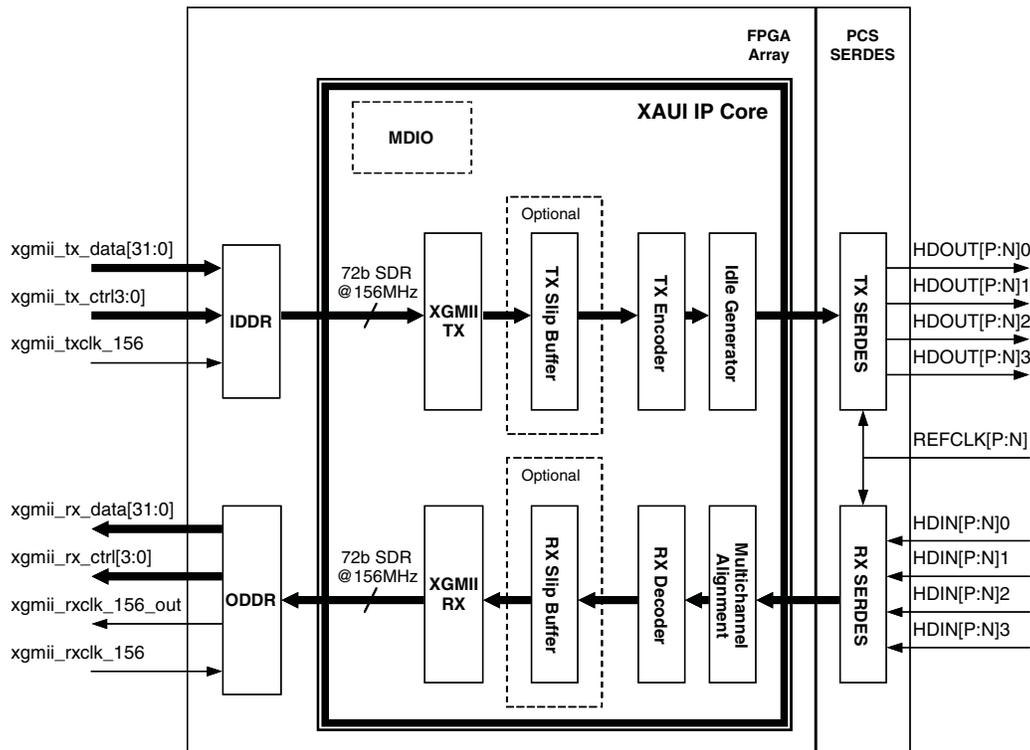 FPGA
Array
PCS
SERDES
XAUI IP Core
MDIO
Optional
xgmii_tx_data[31:0]
xgmii_tx_ctrl3:0]
xgmii_txclk_156
IDDR
72b SDR
@156MHz
XGMII
TX
TX Slip Buffer
TX Encoder
Idle Generator
TX SERDES
HDOUT[P:N]0
HDOUT[P:N]1
HDOUT[P:N]2
HDOUT[P:N]3
REFCLK[P:N]
Optional
xgmii_rx_data[31:0]
xgmii_rx_ctrl[3:0]
xgmii_rxclk_156_out
xgmii_rxclk_156
ODDR
72b SDR
@156MHz
XGMII
RX
RX Slip Buffer
RX Decoder
Multichannel
Alignment
RX SERDES
HDIN[P:N]0
HDIN[P:N]1
HDIN[P:N]2
HDIN[P:N]3